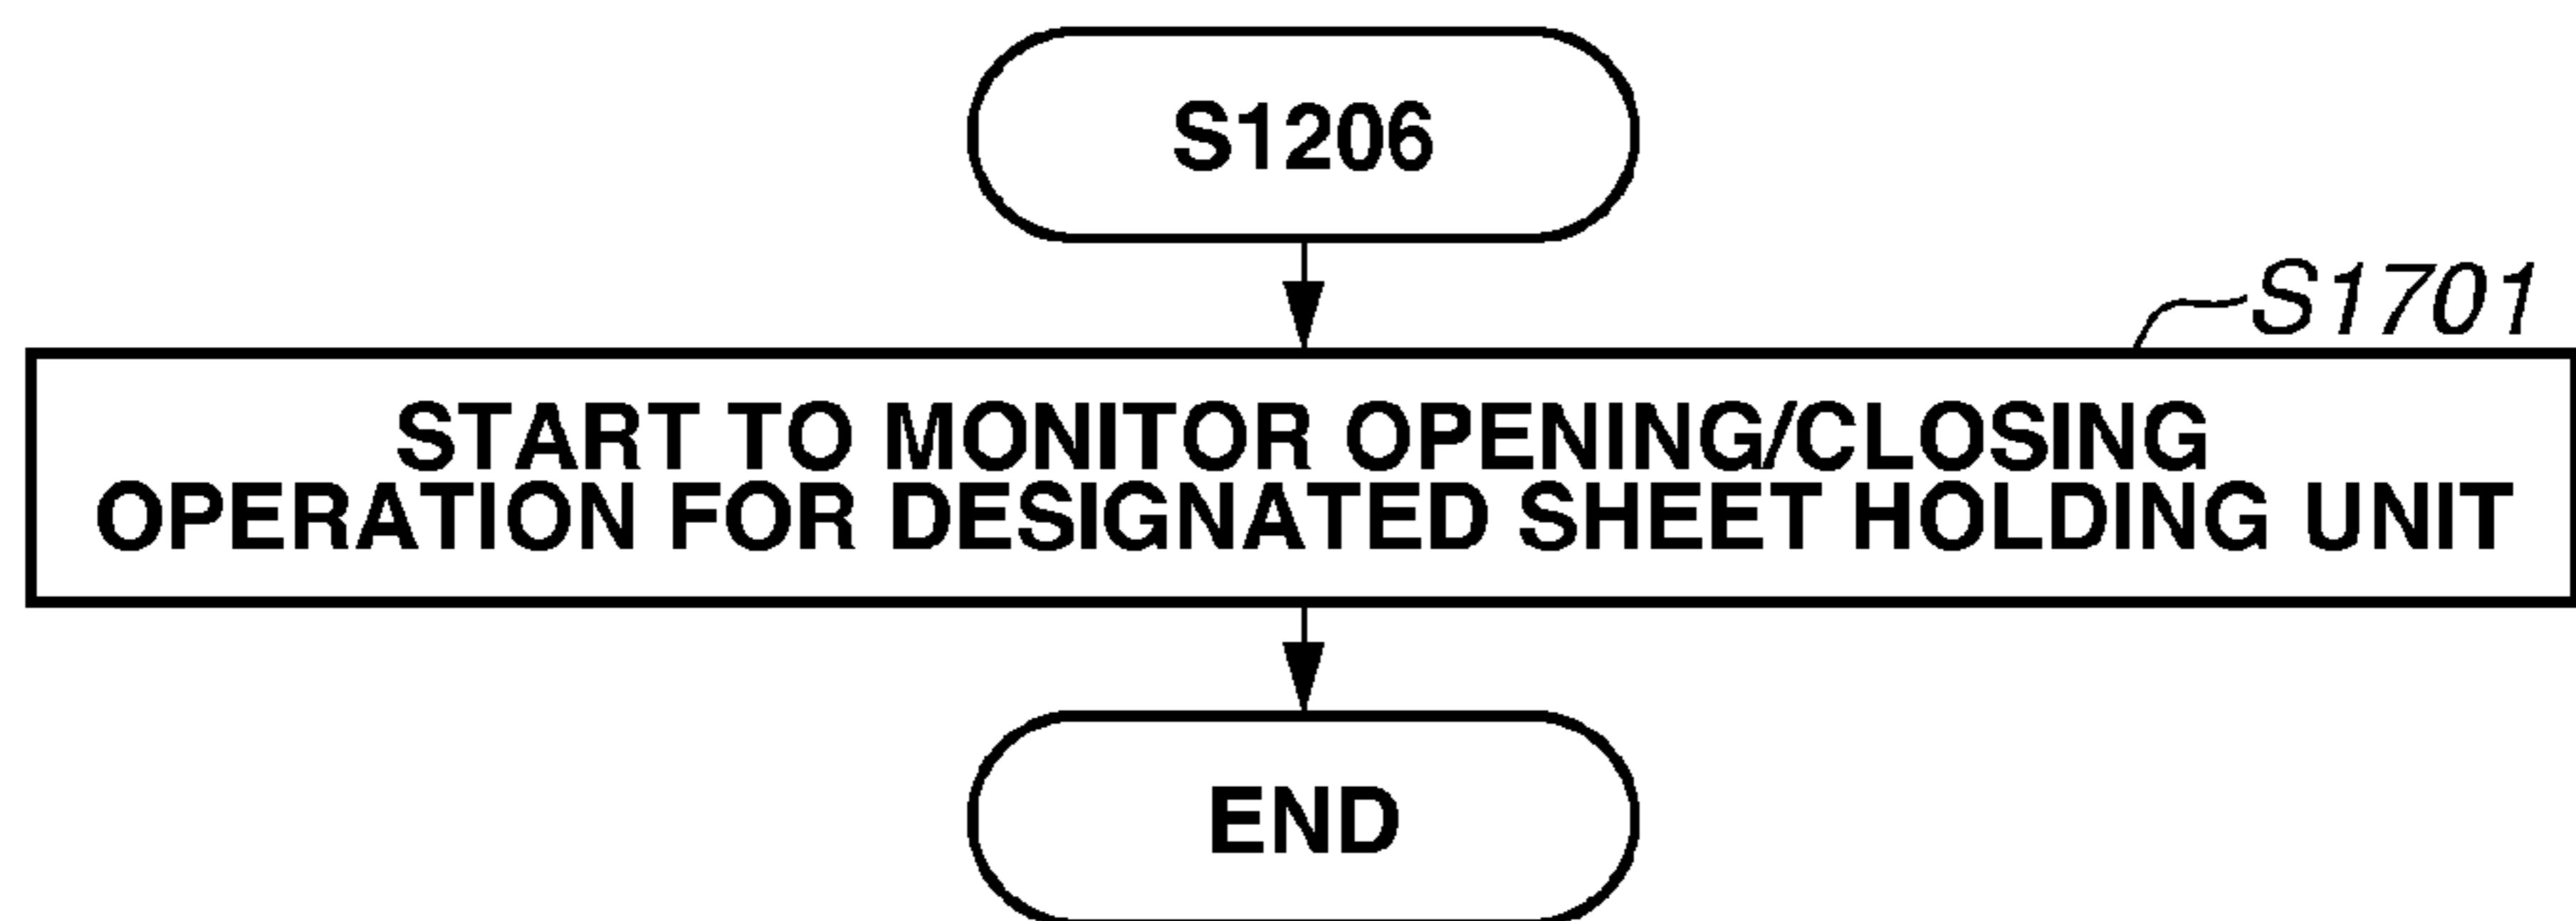 S1206
S1701
START TO MONITOR OPENING/CLOSING
OPERATION FOR DESIGNATED SHEET HOLDING UNIT
END